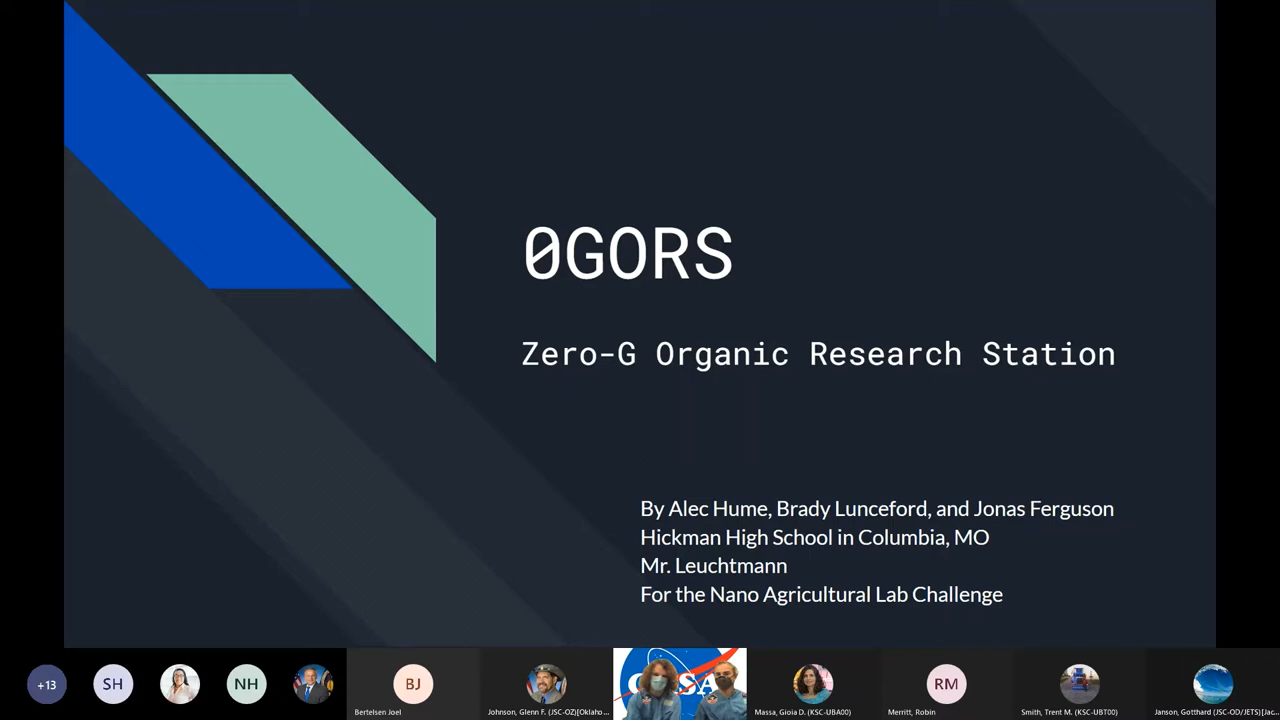 0GORS
Zero-G Organic Research Station
By Alec Hume, Brady Lunceford, and Jonas Ferguson
Hickman High School in Columbia, MO
Mr. Leuchtmann
For the Nano Agricultural Lab Challenge
+13
SH
NH
BJ
RM
Bertelsen Joel
Johnson, Glenn F. (JSC-OZ)[Oklaho...
Massa, Gioia D. (KSC-UBA00)
Merritt, Robin
Smith, Trent M. (KSC-UBT00)
Janson, Gotthard (JSC-OD/JETS)[Jac...